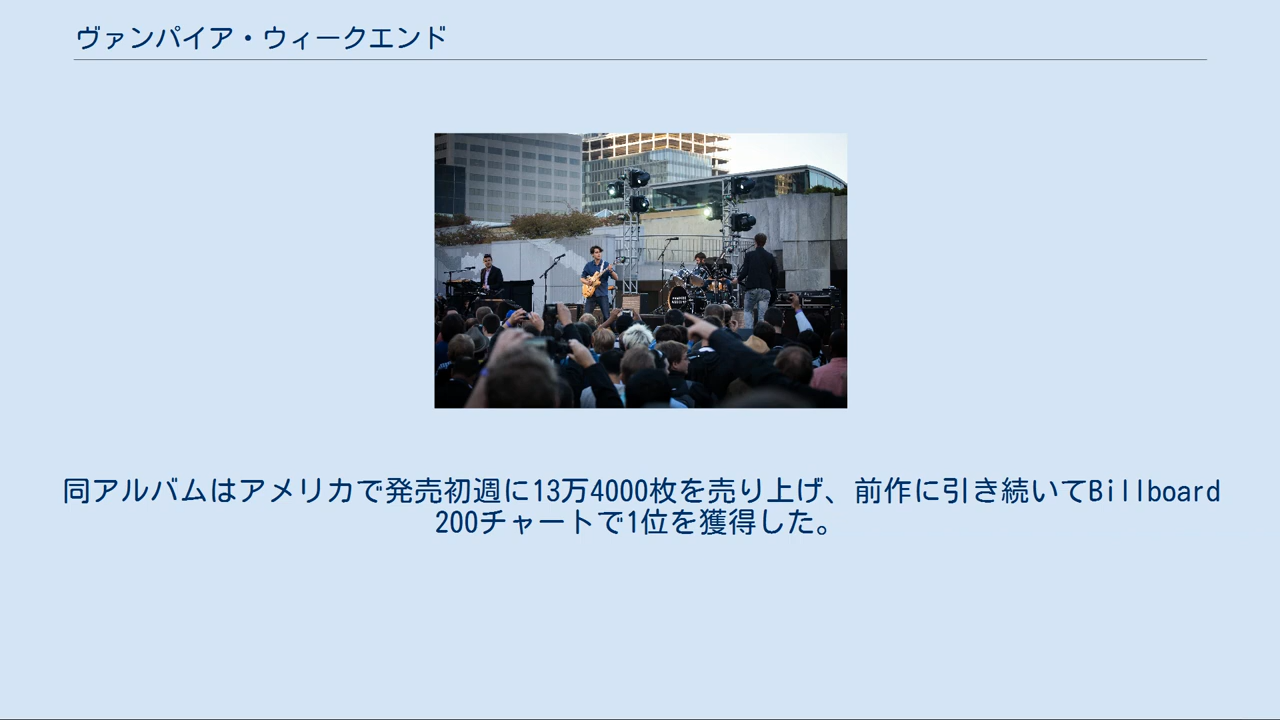 ヴァンパイア・ウィークエンド
同アルバムはアメリカで発売初週に13万4000枚を売り上げ、前作に引き続いてBillboard
200チャートで1位を獲得した。